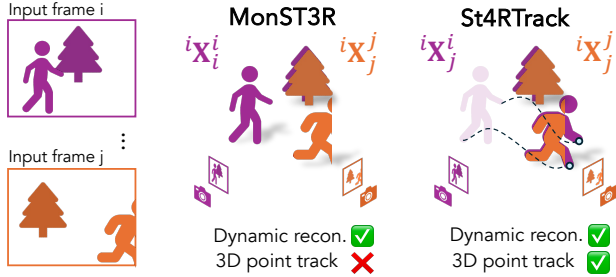 Input frame i
⋮
Input frame j
MonST3R
ⁱXⁱᵢ
ⁱXʲⱼ
Dynamic recon. ✅
3D point track ❌
St4RTrack
ⁱXⁱⱼ
ⁱXʲⱼ
Dynamic recon. ✅
3D point track ✅